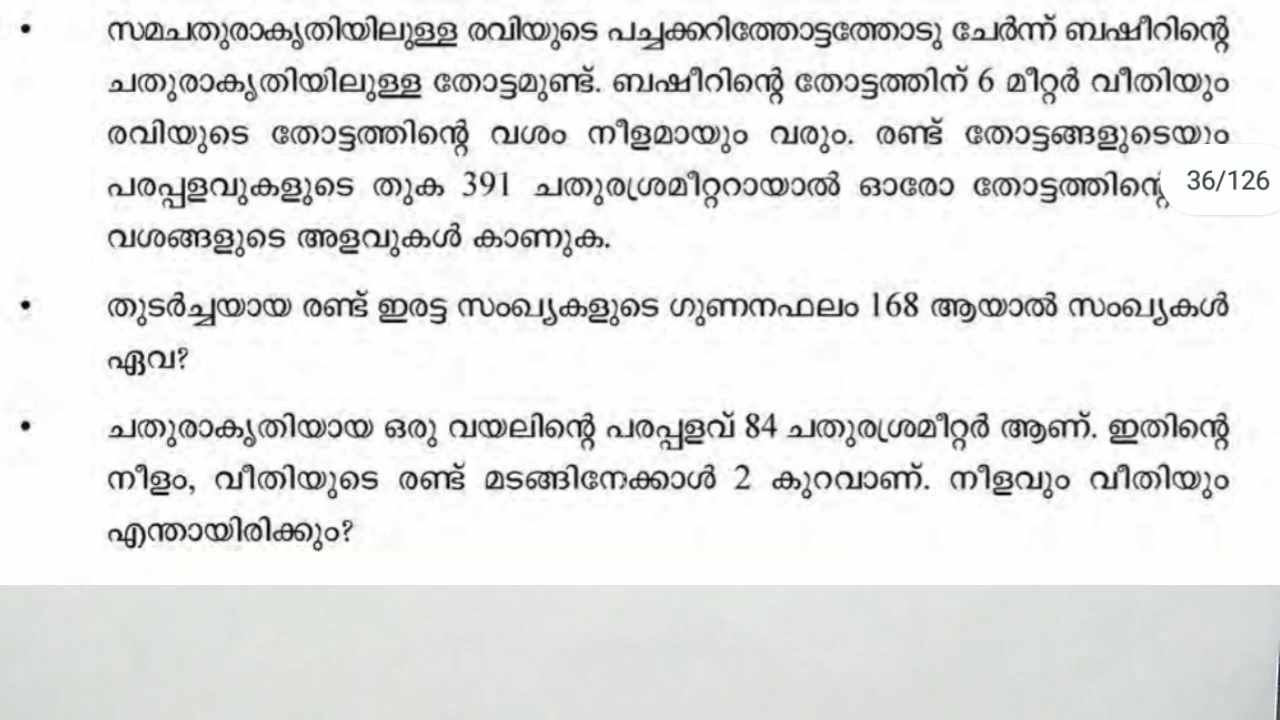 • സമചതുരാകൃതിയിലുള്ള രവിയുടെ പച്ചക്കറിത്തോട്ടത്തോടു ചേർന്ന് ബഷീറിന്റെ
ചതുരാകൃതിയിലുള്ള തോട്ടമുണ്ട്. ബഷീറിന്റെ തോട്ടത്തിന് 6 മീറ്റർ വീതിയും
രവിയുടെ തോട്ടത്തിന്റെ വശം നീളമായും വരും. രണ്ട് തോട്ടങ്ങളുടെയും
പരപ്പളവുകളുടെ തുക 391 ചതുരശ്രമീറ്ററായാൽ ഓരോ തോട്ടത്തിന്റെ 36/126
വശങ്ങളുടെ അളവുകൾ കാണുക.
• തുടർച്ചയായ രണ്ട് ഇരട്ട സംഖ്യകളുടെ ഗുണനഫലം 168 ആയാൽ സംഖ്യകൾ
ഏവ?
• ചതുരാകൃതിയായ ഒരു വയലിന്റെ പരപ്പളവ് 84 ചതുരശ്രമീറ്റർ ആണ്. ഇതിന്റെ
നീളം, വീതിയുടെ രണ്ട് മടങ്ങിനേക്കാൾ 2 കുറവാണ്. നീളവും വീതിയും
എന്തായിരിക്കും?